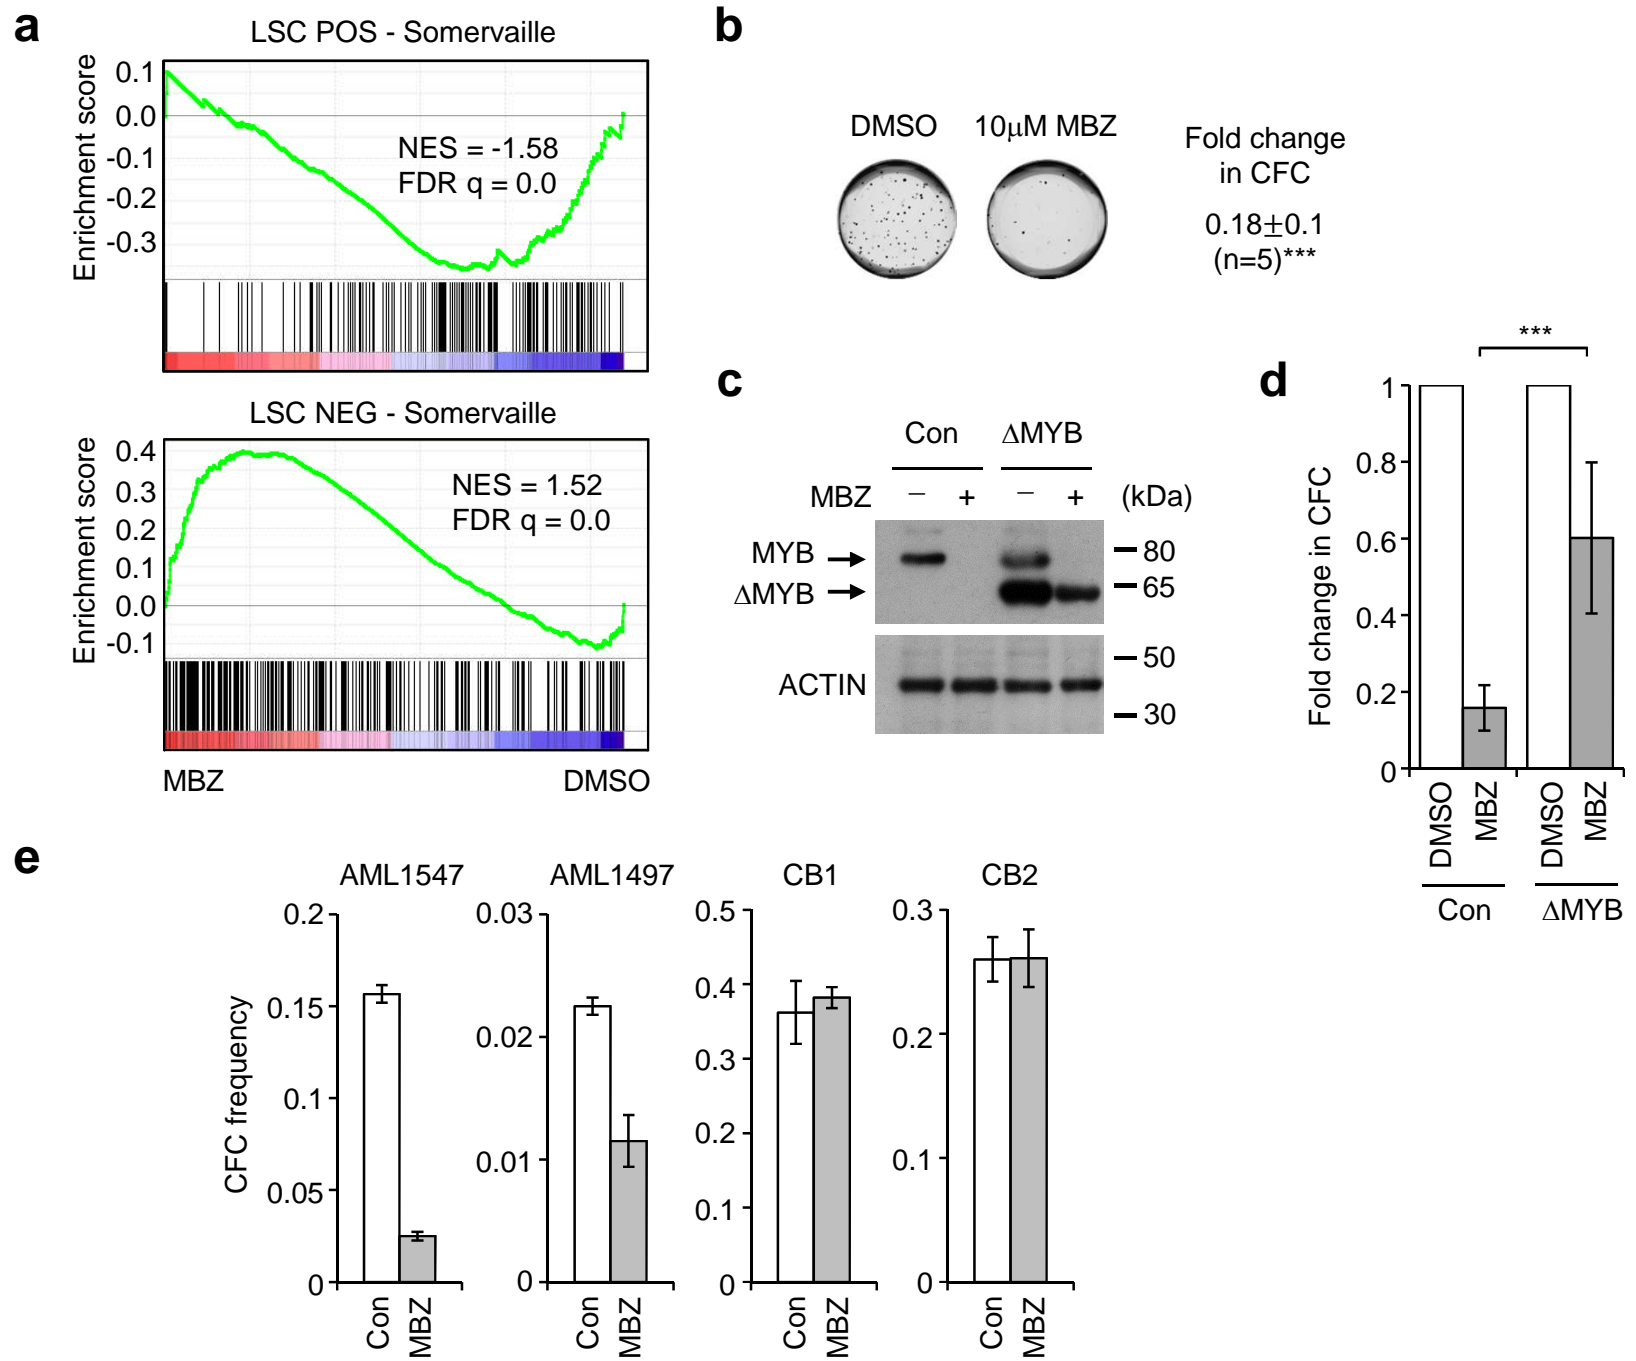 a
LSC POS - Somervaille
Enrichment score
0.1
0.0
-0.1
-0.2
-0.3
NES = -1.58
FDR q = 0.0
LSC NEG - Somervaille
Enrichment score
0.4
0.3
0.2
0.1
0.0
-0.1
NES = 1.52
FDR q = 0.0
MBZ DMSO
b
DMSO 10µM MBZ
Fold change
in CFC
0.18±0.1
(n=5)***
c
Con ΔMYB
MBZ – + – + (kDa)
MYB
ΔMYB
80
65
ACTIN
50
30
d
***
Fold change in CFC
1
0.8
0.6
0.4
0.2
0
DMSO
MBZ
DMSO
MBZ
Con ΔMYB
e
CFC frequency
AML1547
0.2
0.15
0.1
0.05
0
Con
MBZ
AML1497
0.03
0.02
0.01
0
Con
MBZ
CB1
0.5
0.4
0.3
0.2
0.1
0
Con
MBZ
CB2
0.3
0.2
0.1
0
Con
MBZ